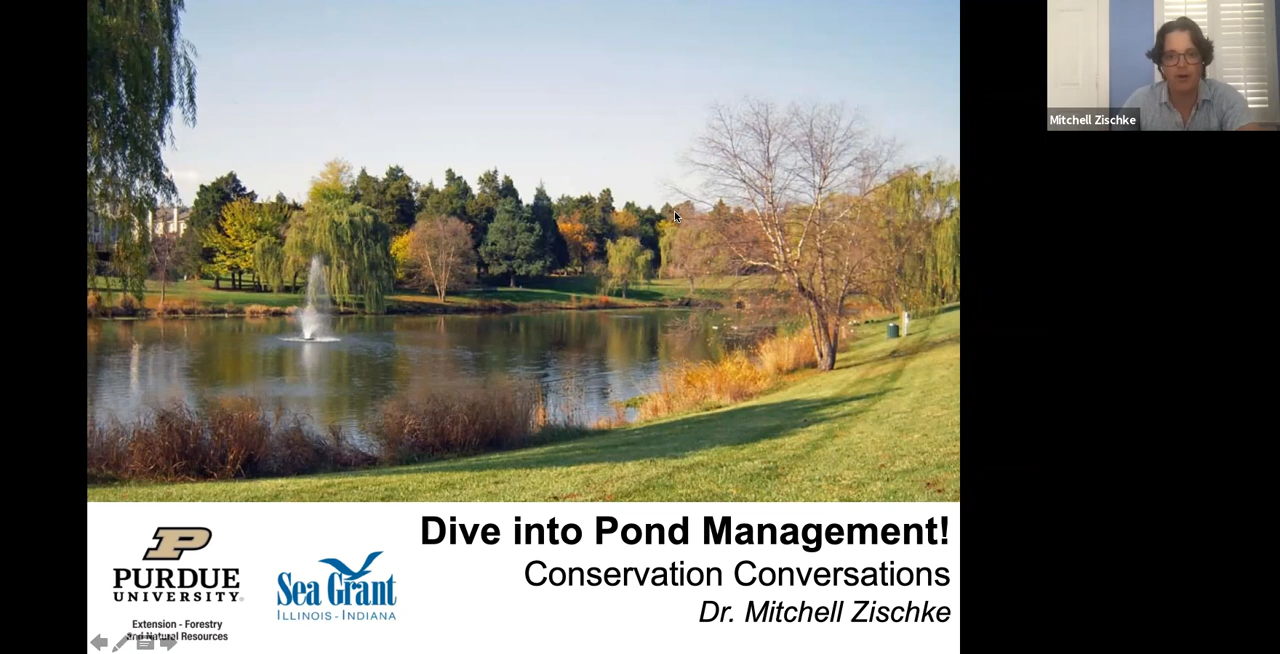 Mitchell Zischke
Dive into Pond Management!
Conservation Conversations
Dr. Mitchell Zischke
P
PURDUE
UNIVERSITY®
Extension - Forestry
and Natural Resources
Sea Grant
ILLINOIS - INDIANA